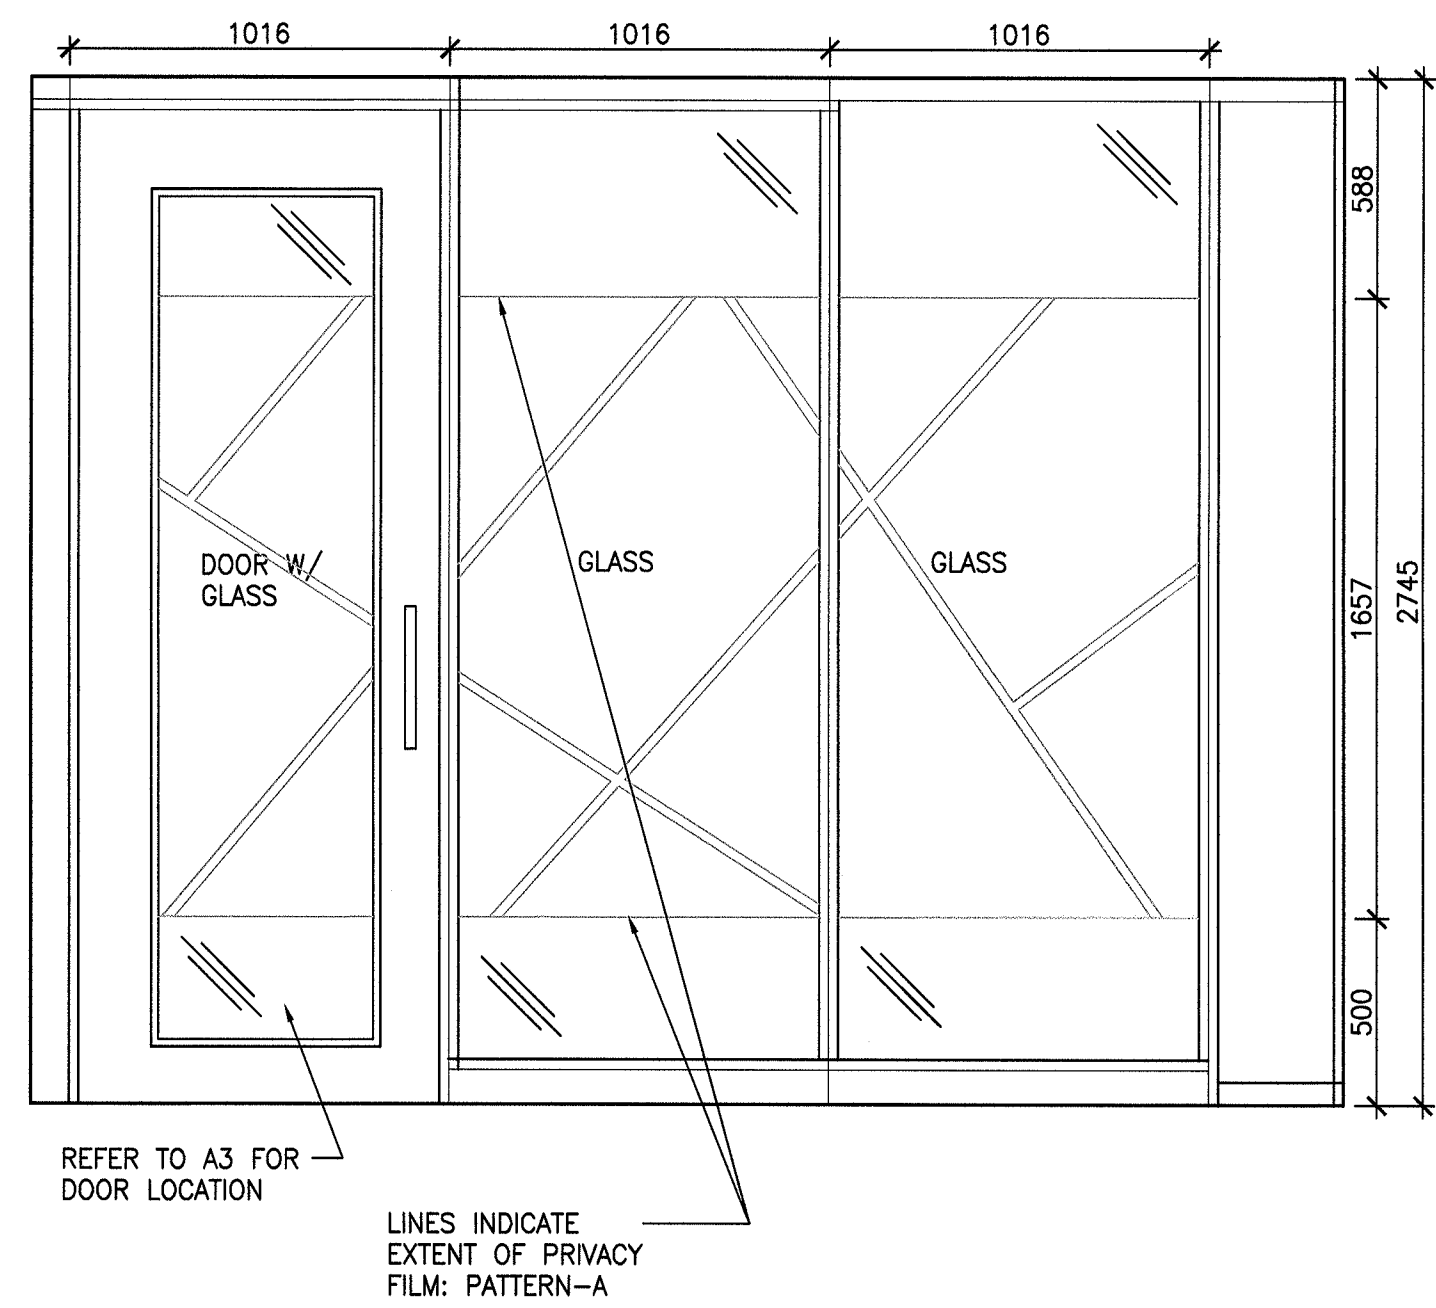 1016
1016
1016
588
DOOR W/
GLASS
GLASS
GLASS
1657
2745
500
REFER TO A3 FOR
DOOR LOCATION
LINES INDICATE
EXTENT OF PRIVACY
FILM: PATTERN-A